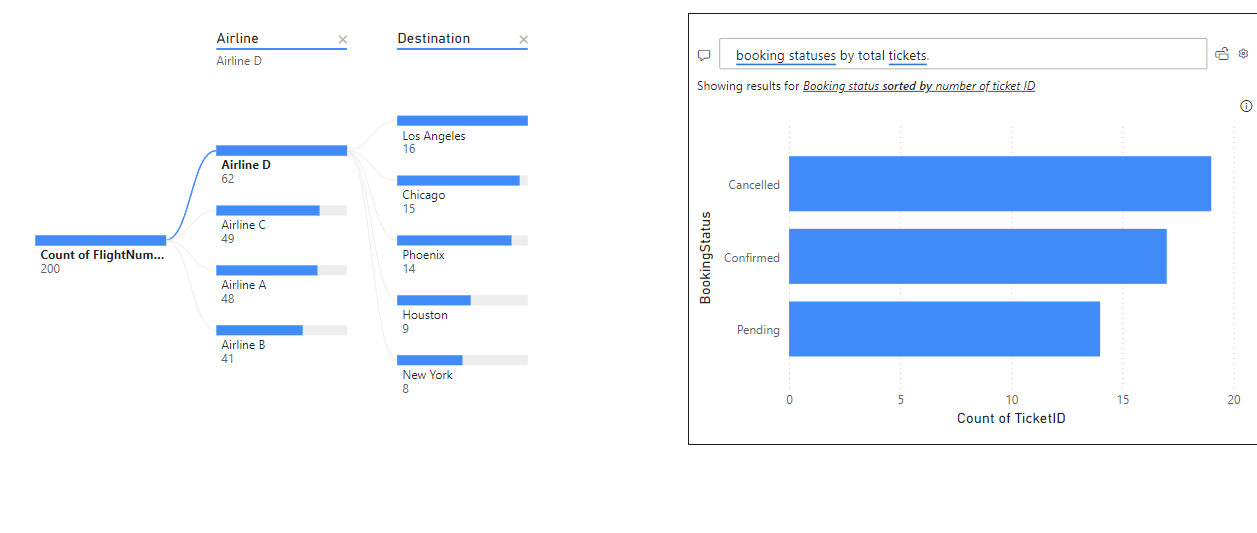 Airline
Airline D
Destination
Los Angeles
16
Airline D
62
Chicago
15
Airline C
49
Phoenix
14
Count of FlightNum...
200
Airline A
48
Houston
9
Airline B
41
New York
8
booking statuses by total tickets.
Showing results for Booking status sorted by number of ticket ID
BookingStatus
Cancelled
Confirmed
Pending
0 5 10 15 20
Count of TicketID